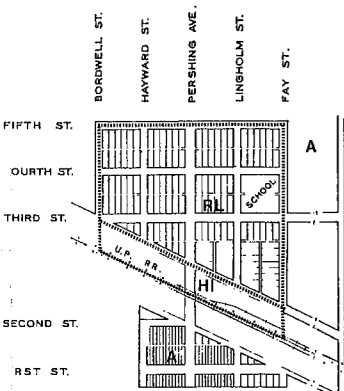 BORDWELL ST.
HAYWARD ST.
PERSHING AVE.
LINGHOLM ST.
FAY ST.
FIFTH ST.
A
OURTH ST.
RL
SCHOOL
THIRD ST.
U.P. RR.
HI
SECOND ST.
A
RST ST.